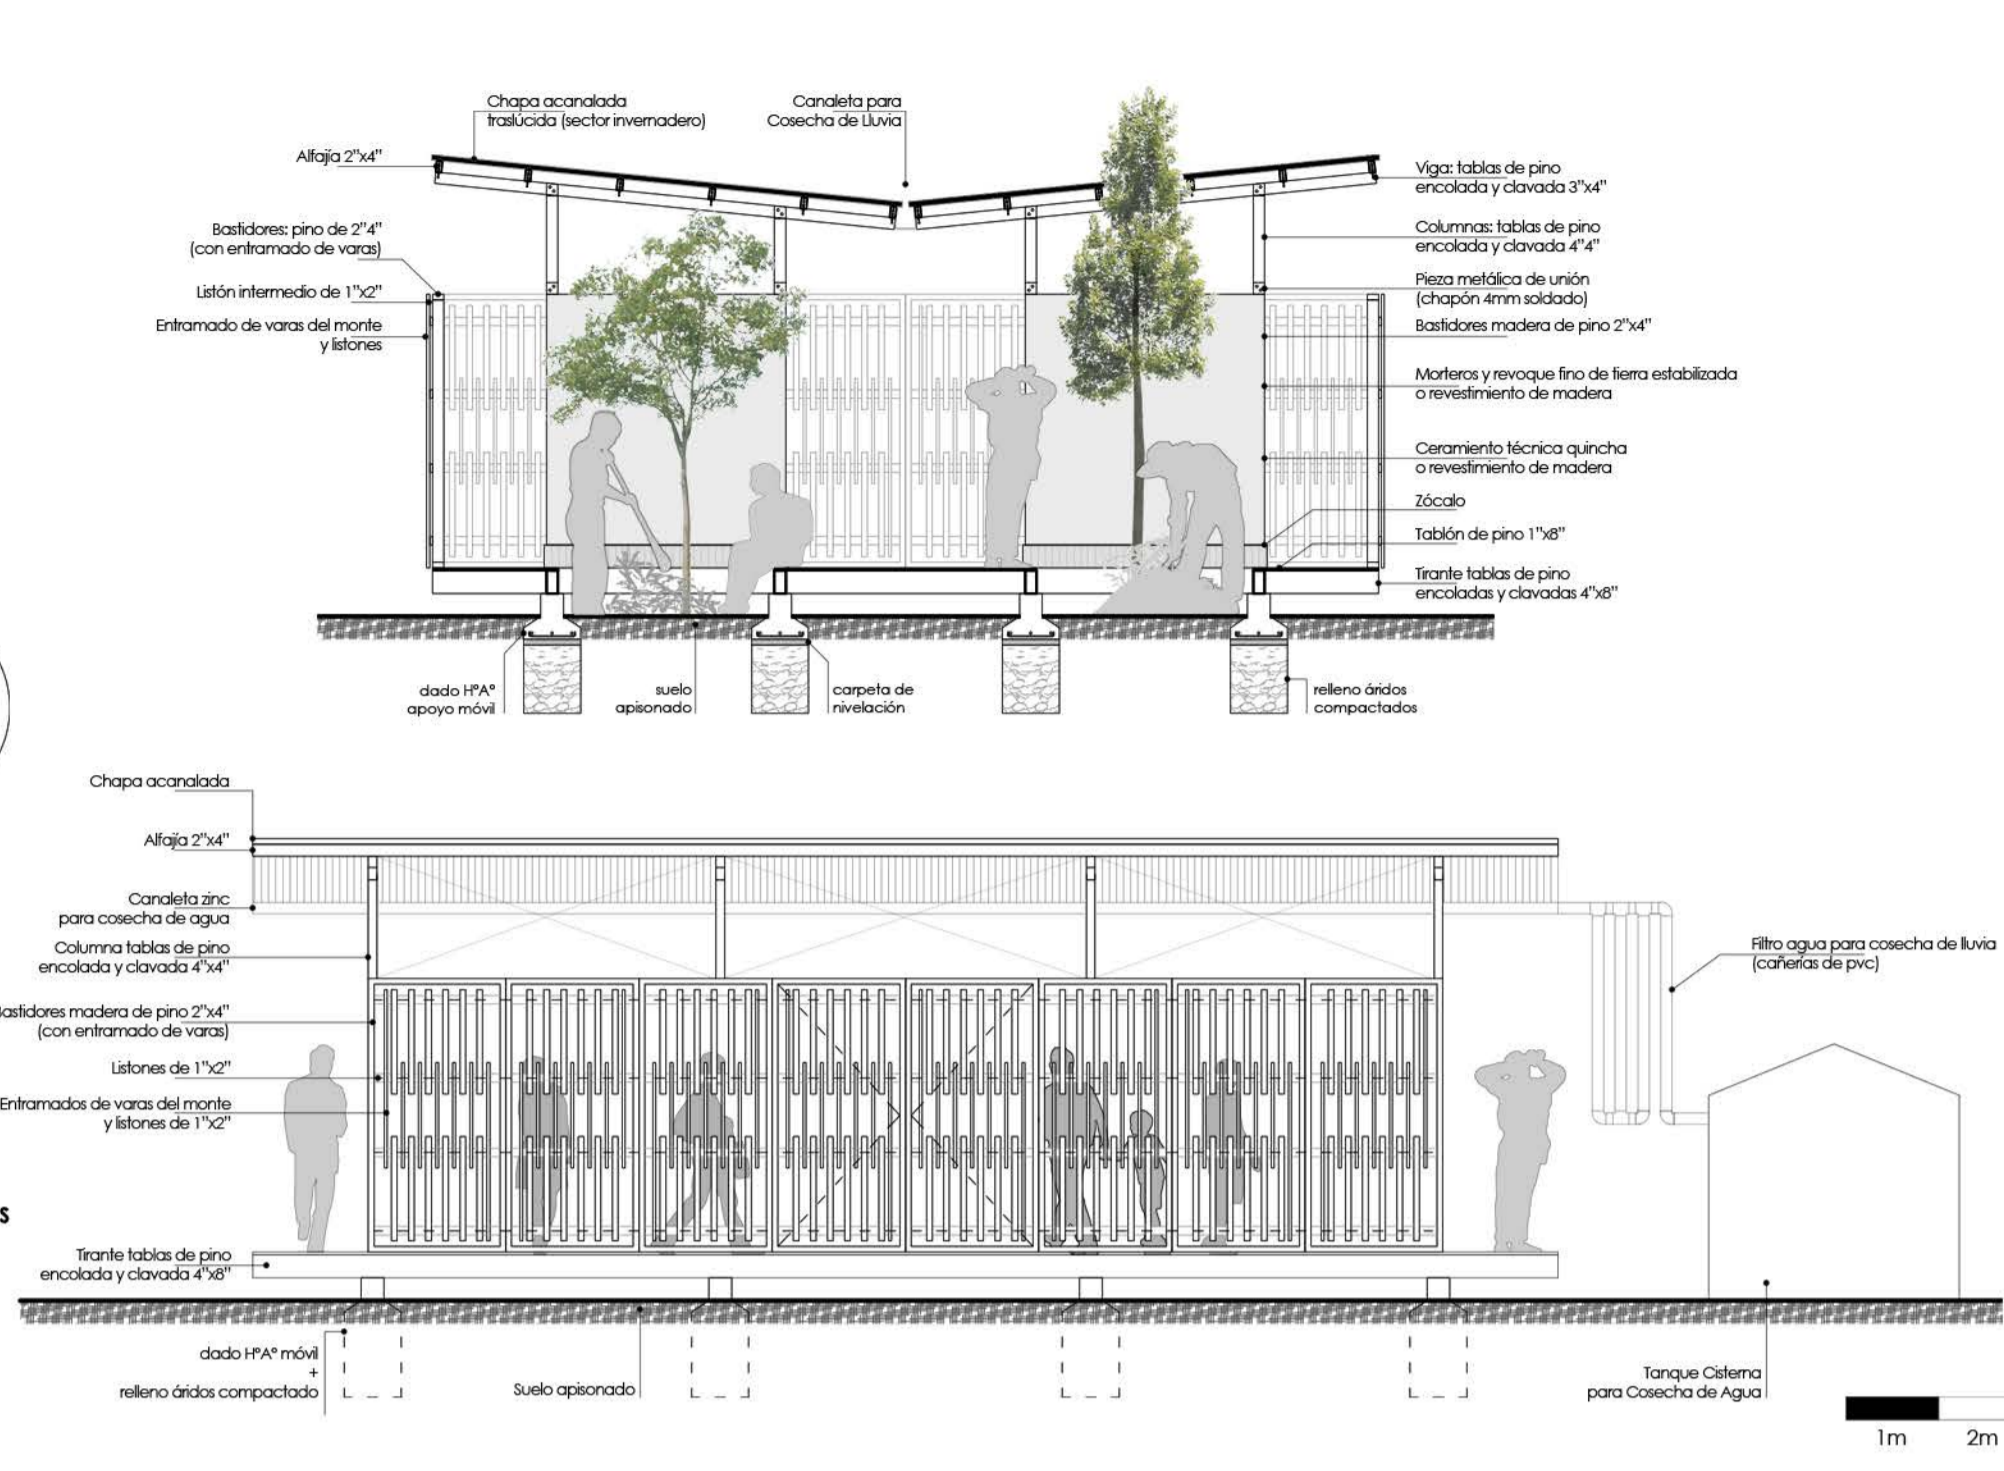 Chapa acanalada
traslúcida (sector invernadero)
Canaleta para
Cosecha de Lluvia
Alfajía 2"x4"
Bastidores: pino de 2"4"
(con entramado de varas)
Listón intermedio de 1"x2"
Entramado de varas del monte
y listones
Viga: tablas de pino
encolada y clavada 3"x4"
Columnas: tablas de pino
encolada y clavada 4"4"
Pieza metálica de unión
(chapón 4mm soldado)
Bastidores madera de pino 2"x4"
Morteros y revoque fino de tierra estabilizada
o revestimiento de madera
Ceramiento técnica quincha
o revestimiento de madera
Zócalo
Tablón de pino 1"x8"
Tirante tablas de pino
encoladas y clavadas 4"x8"
dado HºAº
apoyo móvil
suelo
apisonado
carpeta de
nivelación
relleno áridos
compactados
Chapa acanalada
Alfajía 2"x4"
Canaleta zinc
para cosecha de agua
Columna tablas de pino
encolada y clavada 4"x4"
astidores madera de pino 2"x4"
(con entramado de varas)
Listones de 1"x2"
Entramados de varas del monte
y listones de 1"x2"
s
Tirante tablas de pino
encolada y clavada 4"x8"
dado HºAº móvil
+
relleno áridos compactado
Suelo apisonado
Filtro agua para cosecha de lluvia
(cañerías de pvc)
Tanque Cisterna
para Cosecha de Agua
1m 2m